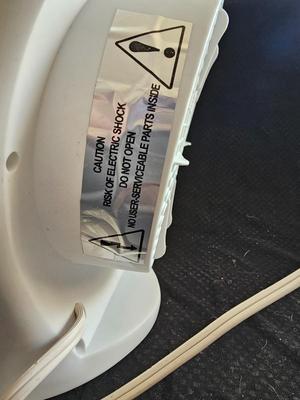 CAUTION
RISK OF ELECTRIC SHOCK
DO NOT OPEN
NO USER-SERVICEABLE PARTS INSIDE